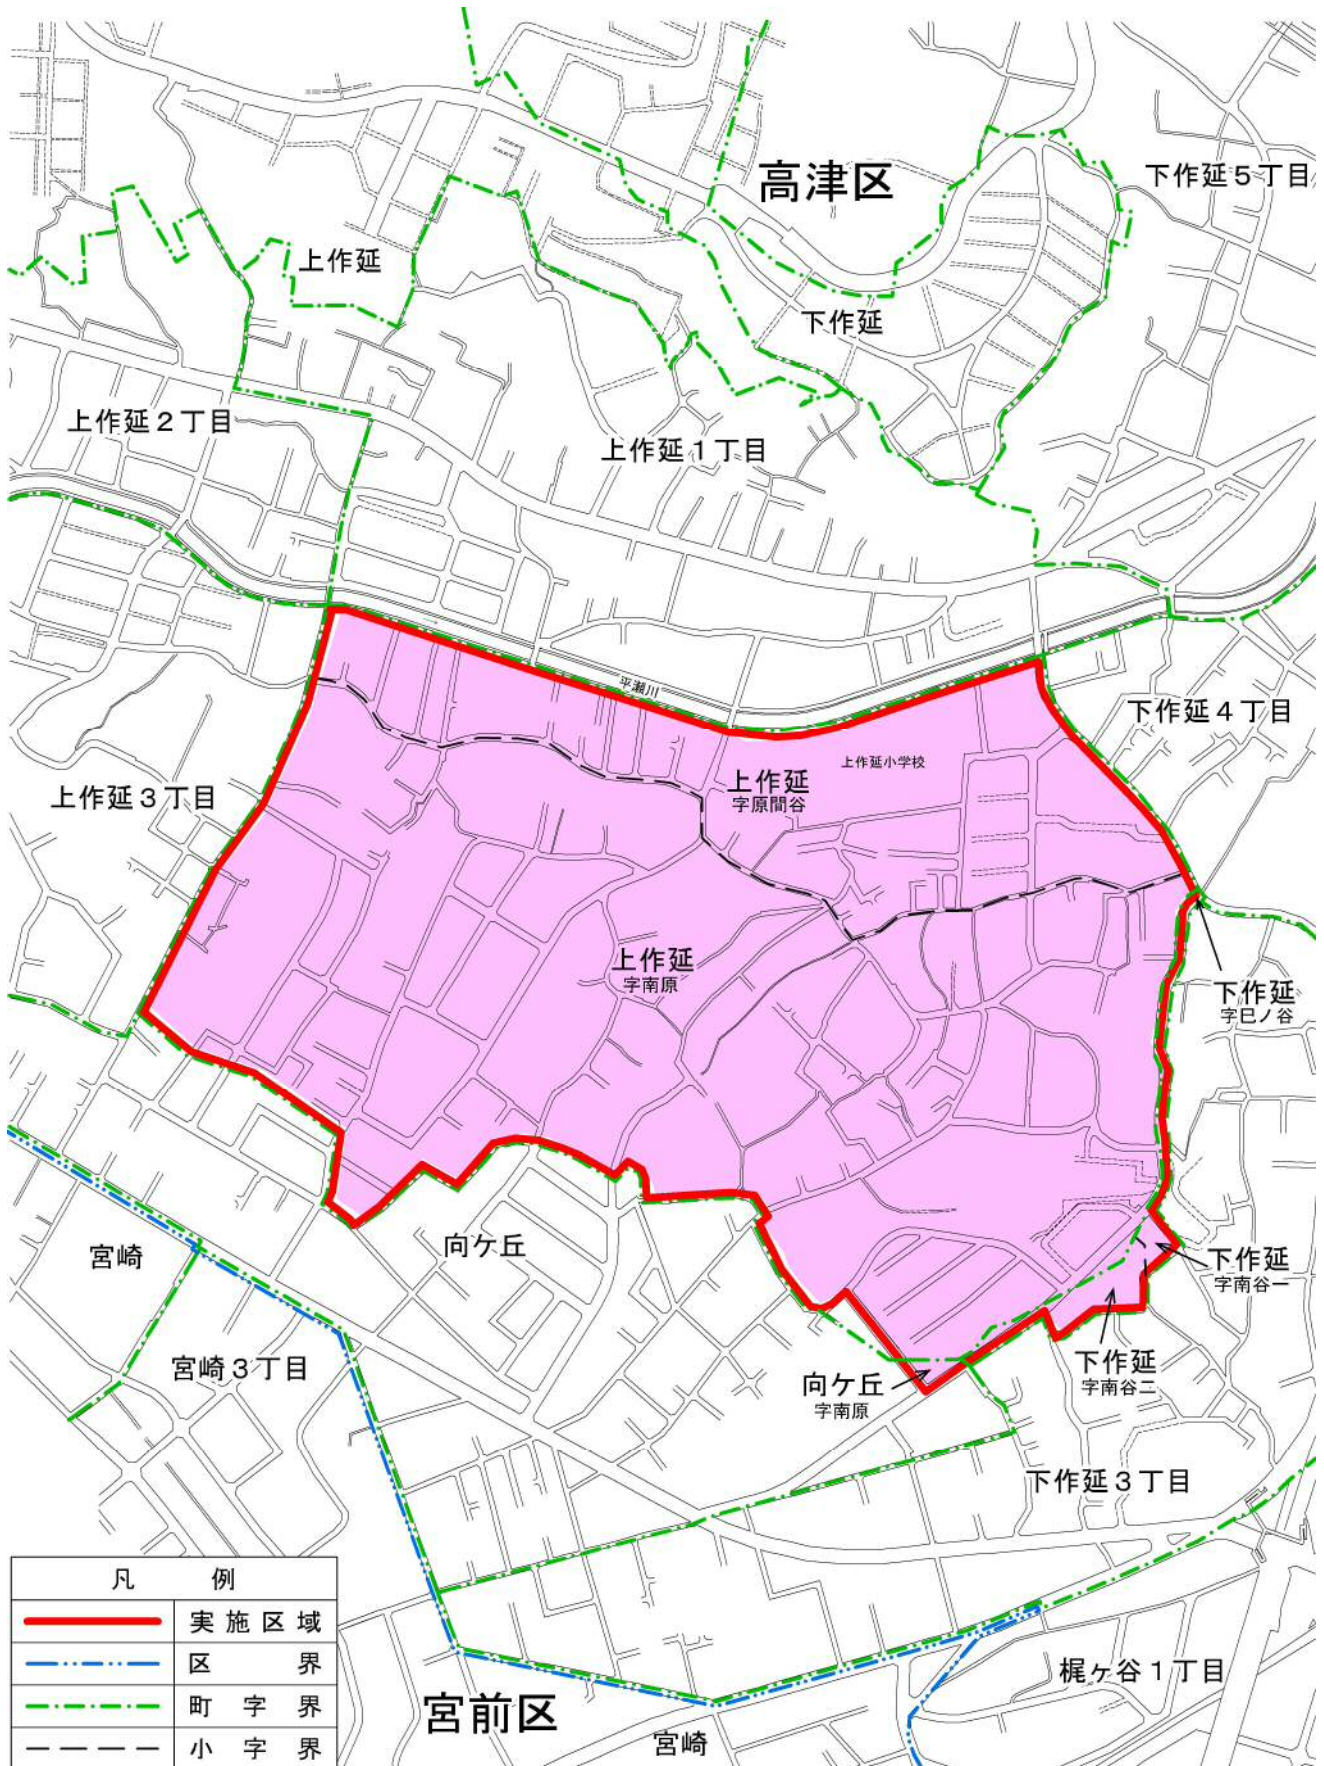 高津区
下作延５丁目
上作延
下作延
上作延２丁目
上作延１丁目
平瀬川
下作延４丁目
上作延小学校
上作延
字原間谷
上作延３丁目
上作延
字南原
下作延
字巳ノ谷
向ケ丘
宮崎
下作延
字南谷一
宮崎３丁目
下作延
字南谷二
向ケ丘
字南原
下作延３丁目
凡　例
実施区域
区界
町字界
小字界
梶ヶ谷１丁目
宮前区
宮崎